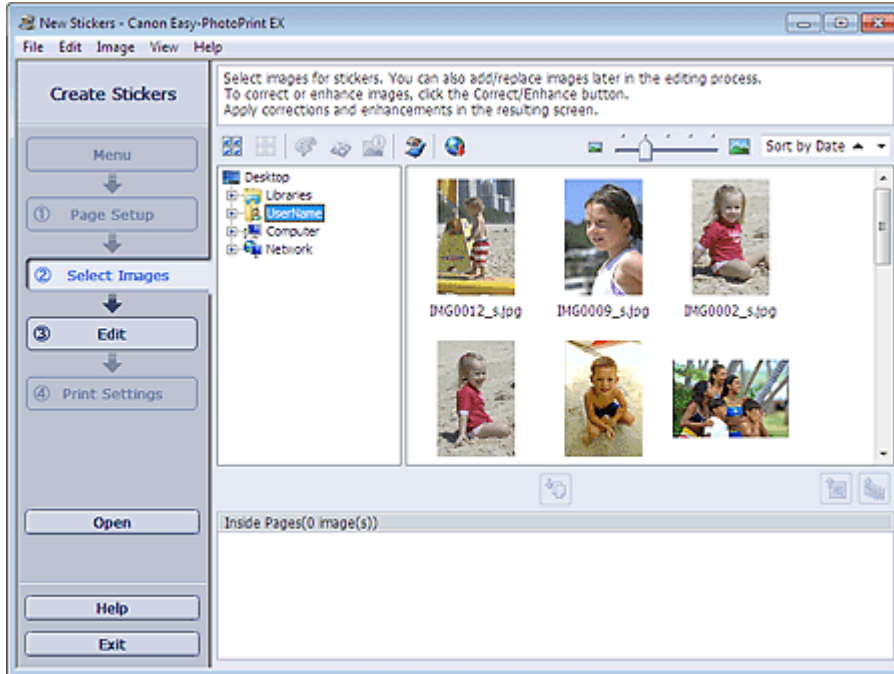 New Stickers - Canon Easy-PhotoPrint EX
File Edit Image View Help
Create Stickers
Menu
① Page Setup
② Select Images
③ Edit
④ Print Settings
Open
Help
Exit
Select images for stickers. You can also add/replace images later in the editing process.
To correct or enhance images, click the Correct/Enhance button.
Apply corrections and enhancements in the resulting screen.
Sort by Date
Desktop
Libraries
UserName
Computer
Network
IMG0012_s.jpg IMG0009_s.jpg IMG0002_s.jpg
Inside Pages(0 image(s))